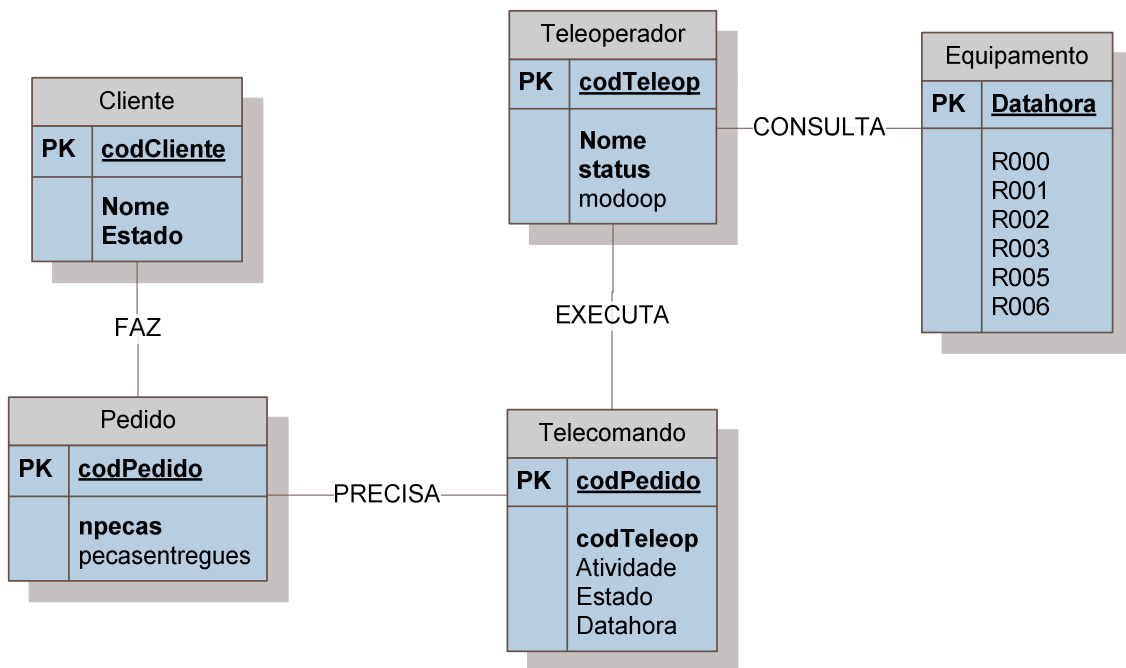 Cliente
PK codCliente
Nome
Estado
FAZ
Pedido
PK codPedido
npecas
pecasentregues
PRECISA
Teleoperador
PK codTeleop
Nome
status
modoop
CONSULTA
Equipamento
PK Datahora
R000
R001
R002
R003
R005
R006
EXECUTA
Telecomando
PK codPedido
codTeleop
Atividade
Estado
Datahora